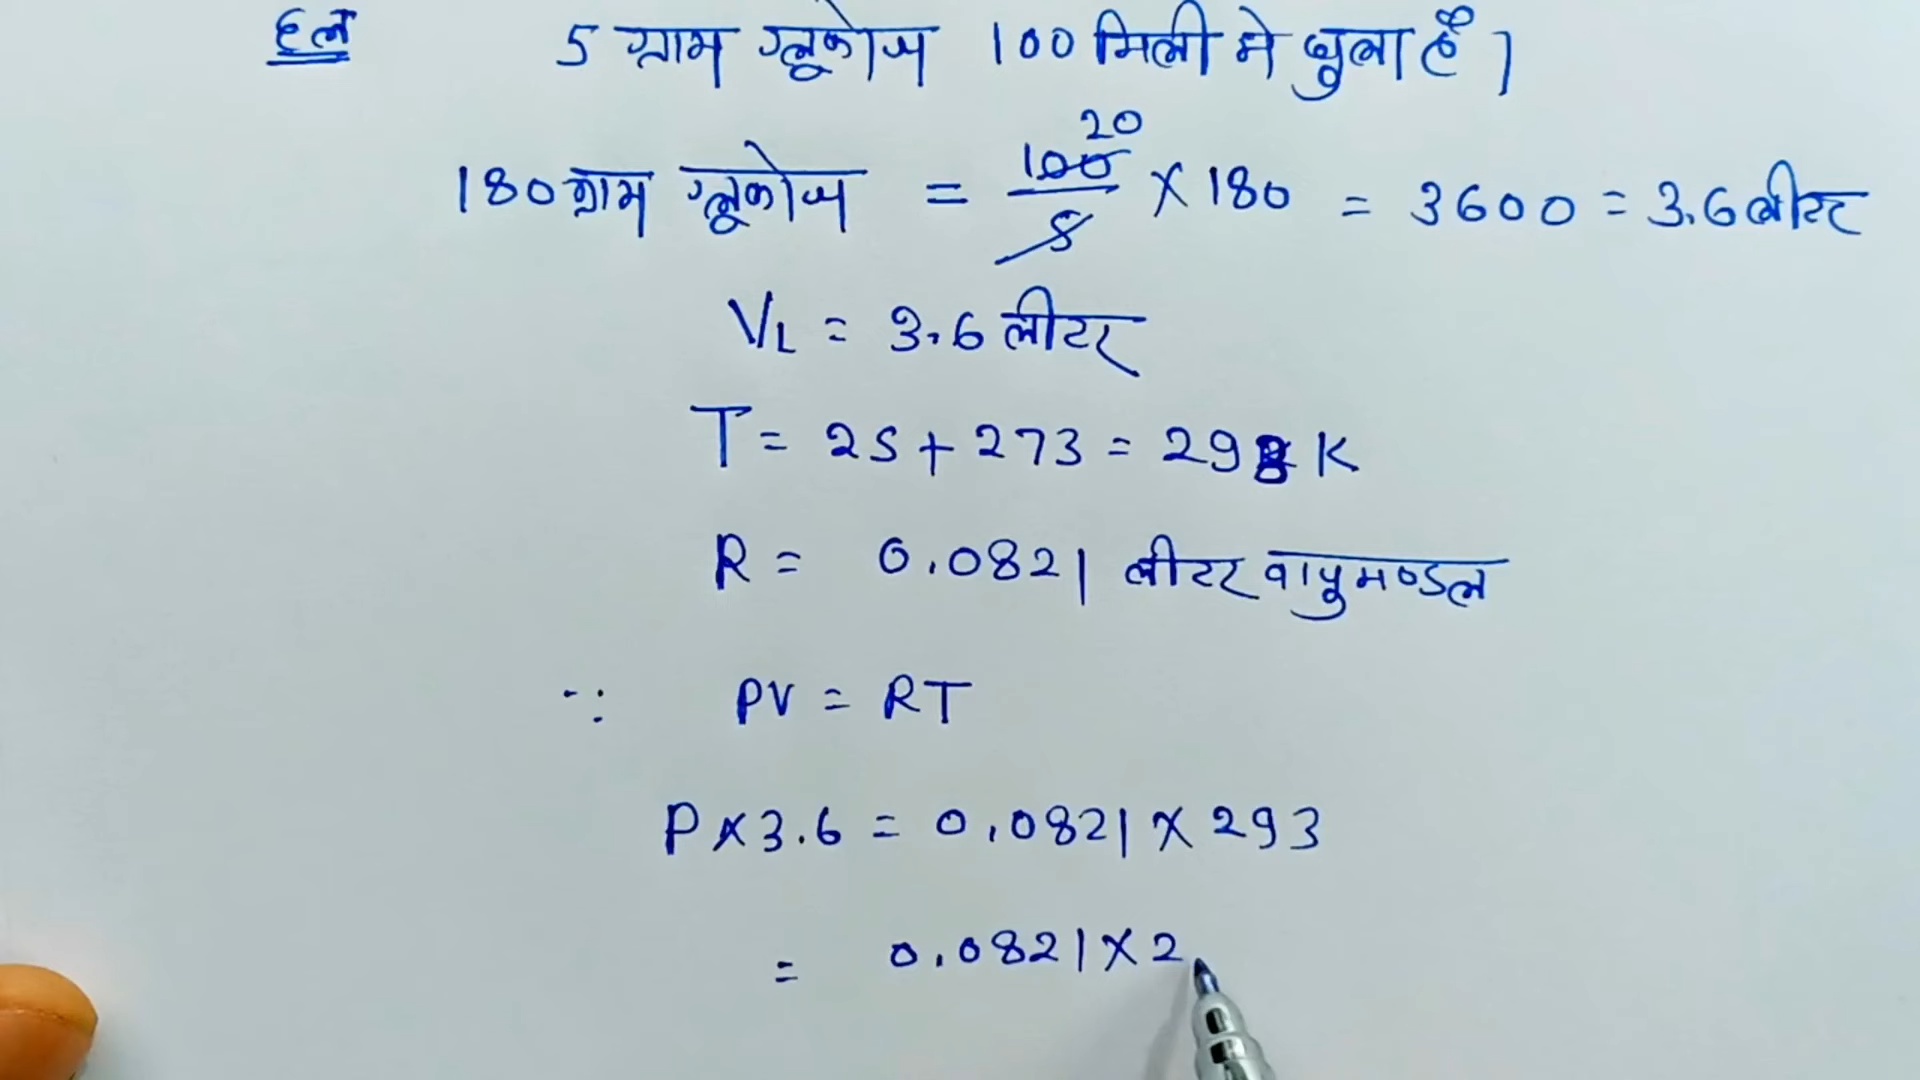 हल 5 ग्राम ग्लूकोज 100 मिली मे घुला है ।
180 ग्राम ग्लूकोज = 100/5 20 × 180 = 3600 = 3.6 लीटर
VL = 3.6 लीटर
T = 25 + 273 = 298 K
R = 0.0821 लीटर वायुमण्डल
∵ PV = RT
P × 3.6 = 0.0821 × 293
= 0.0821 × 2